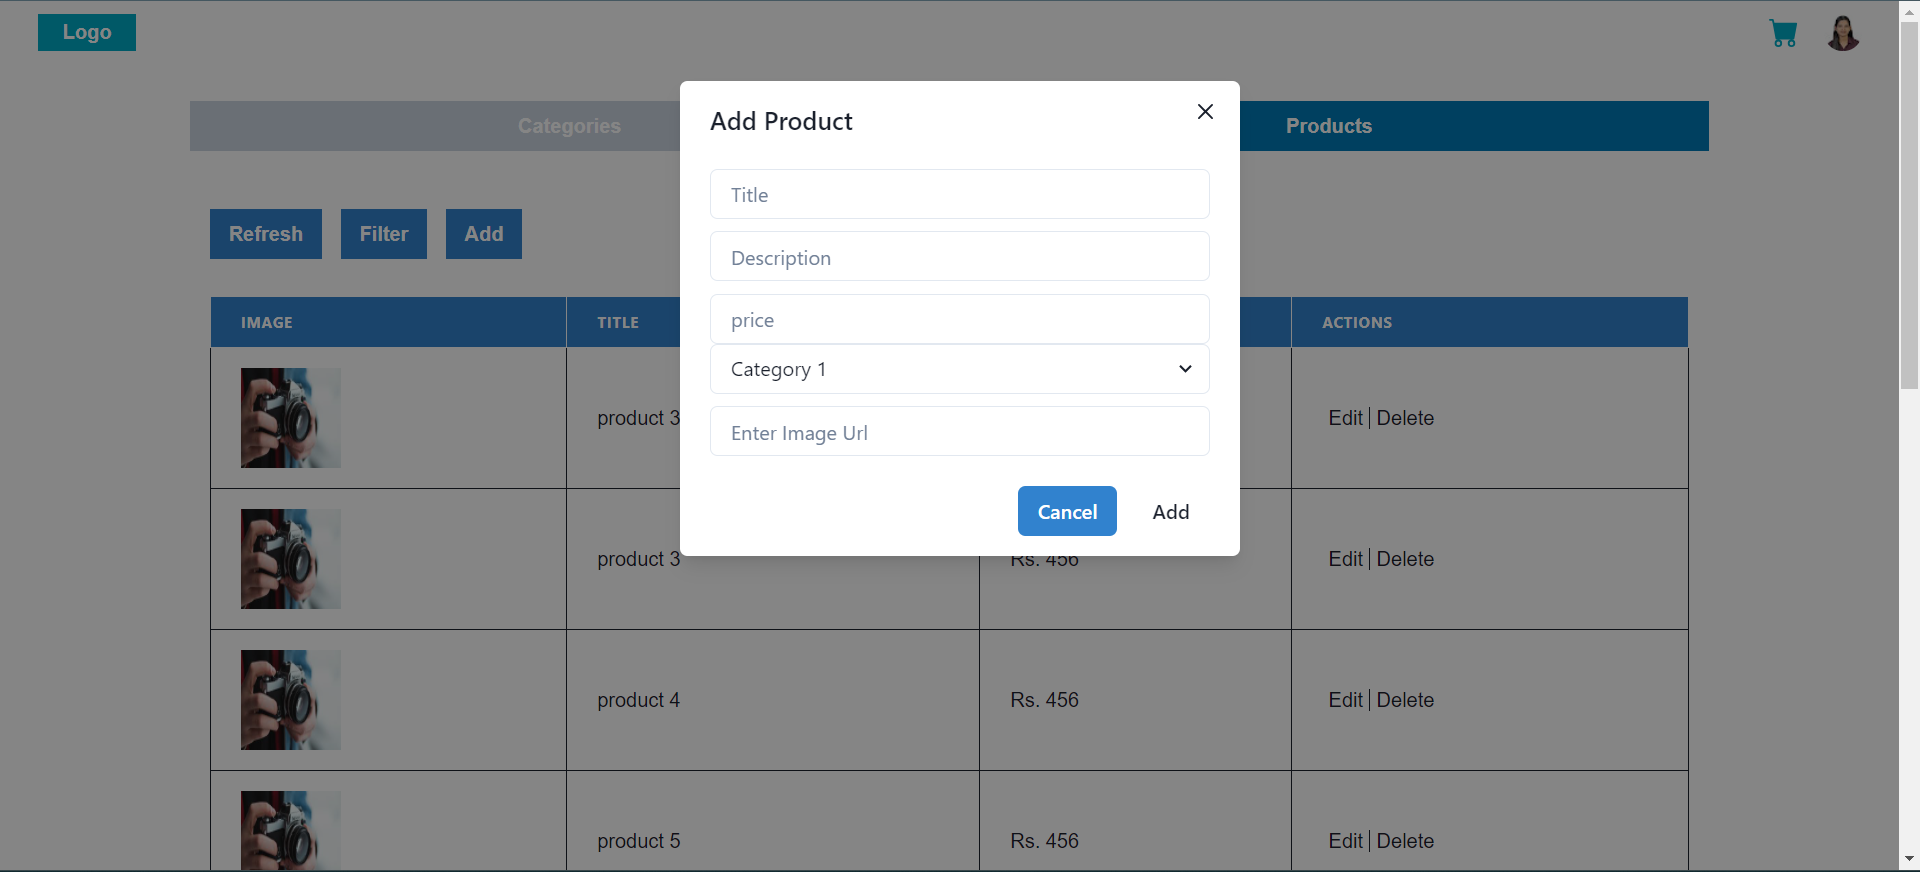 Logo
Categories
Products
Add Product
Title
Description
price
Category 1
Enter Image Url
Cancel
Add
Refresh
Filter
Add
IMAGE
TITLE
ACTIONS
product 3
Edit | Delete
product 3
Rs. 456
Edit | Delete
product 4
Rs. 456
Edit | Delete
product 5
Rs. 456
Edit | Delete